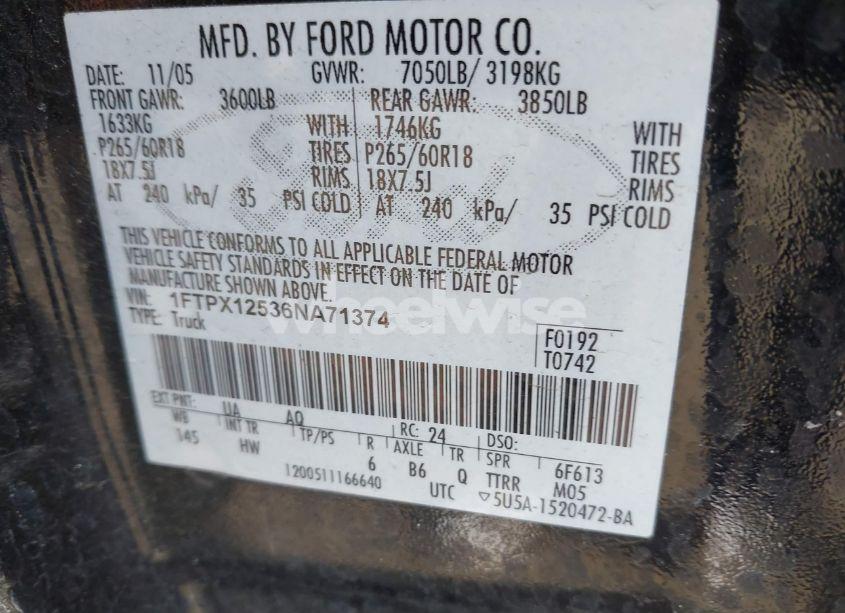 MFD. BY FORD MOTOR CO.
DATE: 11/05 GVWR: 7050LB/ 3198KG
FRONT GAWR: 3600LB REAR GAWR: 3850LB
1633KG WITH 1746KG WITH
P265/60R18 TIRES P265/60R18 TIRES
18X7.5J RIMS 18X7.5J RIMS
AT 240 kPa/ 35 PSI COLD AT 240 kPa/ 35 PSI COLD
THIS VEHICLE CONFORMS TO ALL APPLICABLE FEDERAL MOTOR
VEHICLE SAFETY STANDARDS IN EFFECT ON THE DATE OF
MANUFACTURE SHOWN ABOVE.
VIN: 1FTPX12536NA71374
TYPE: Truck
F0192
T0742
EXT PNT: UA AQ RC: 24 DSO:
WB INT TR TP/PS R AXLE TR SPR 6F613
145 HW 6 B6 Q TTRR M05
1200511166640 UTC ▽5U5A-1520472-BA
wheelwise